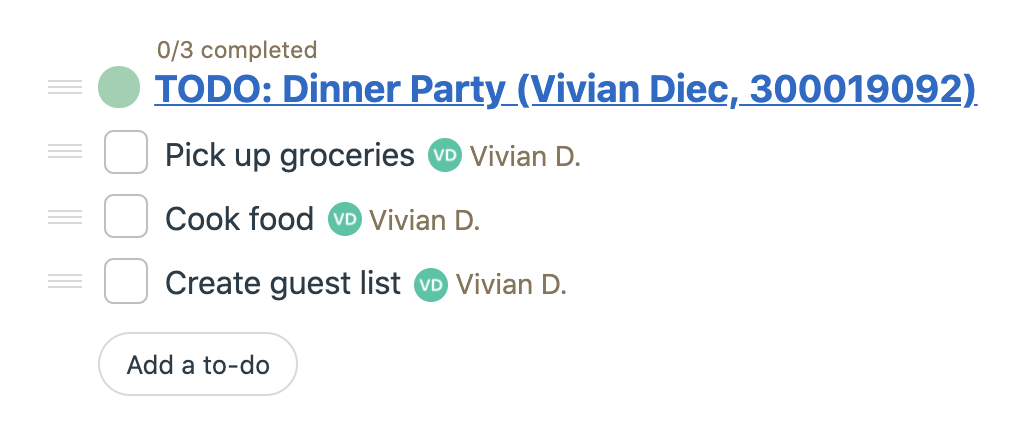 0/3 completed
TODO: Dinner Party (Vivian Diec, 300019092)
Pick up groceries VD Vivian D.
Cook food VD Vivian D.
Create guest list VD Vivian D.
Add a to-do